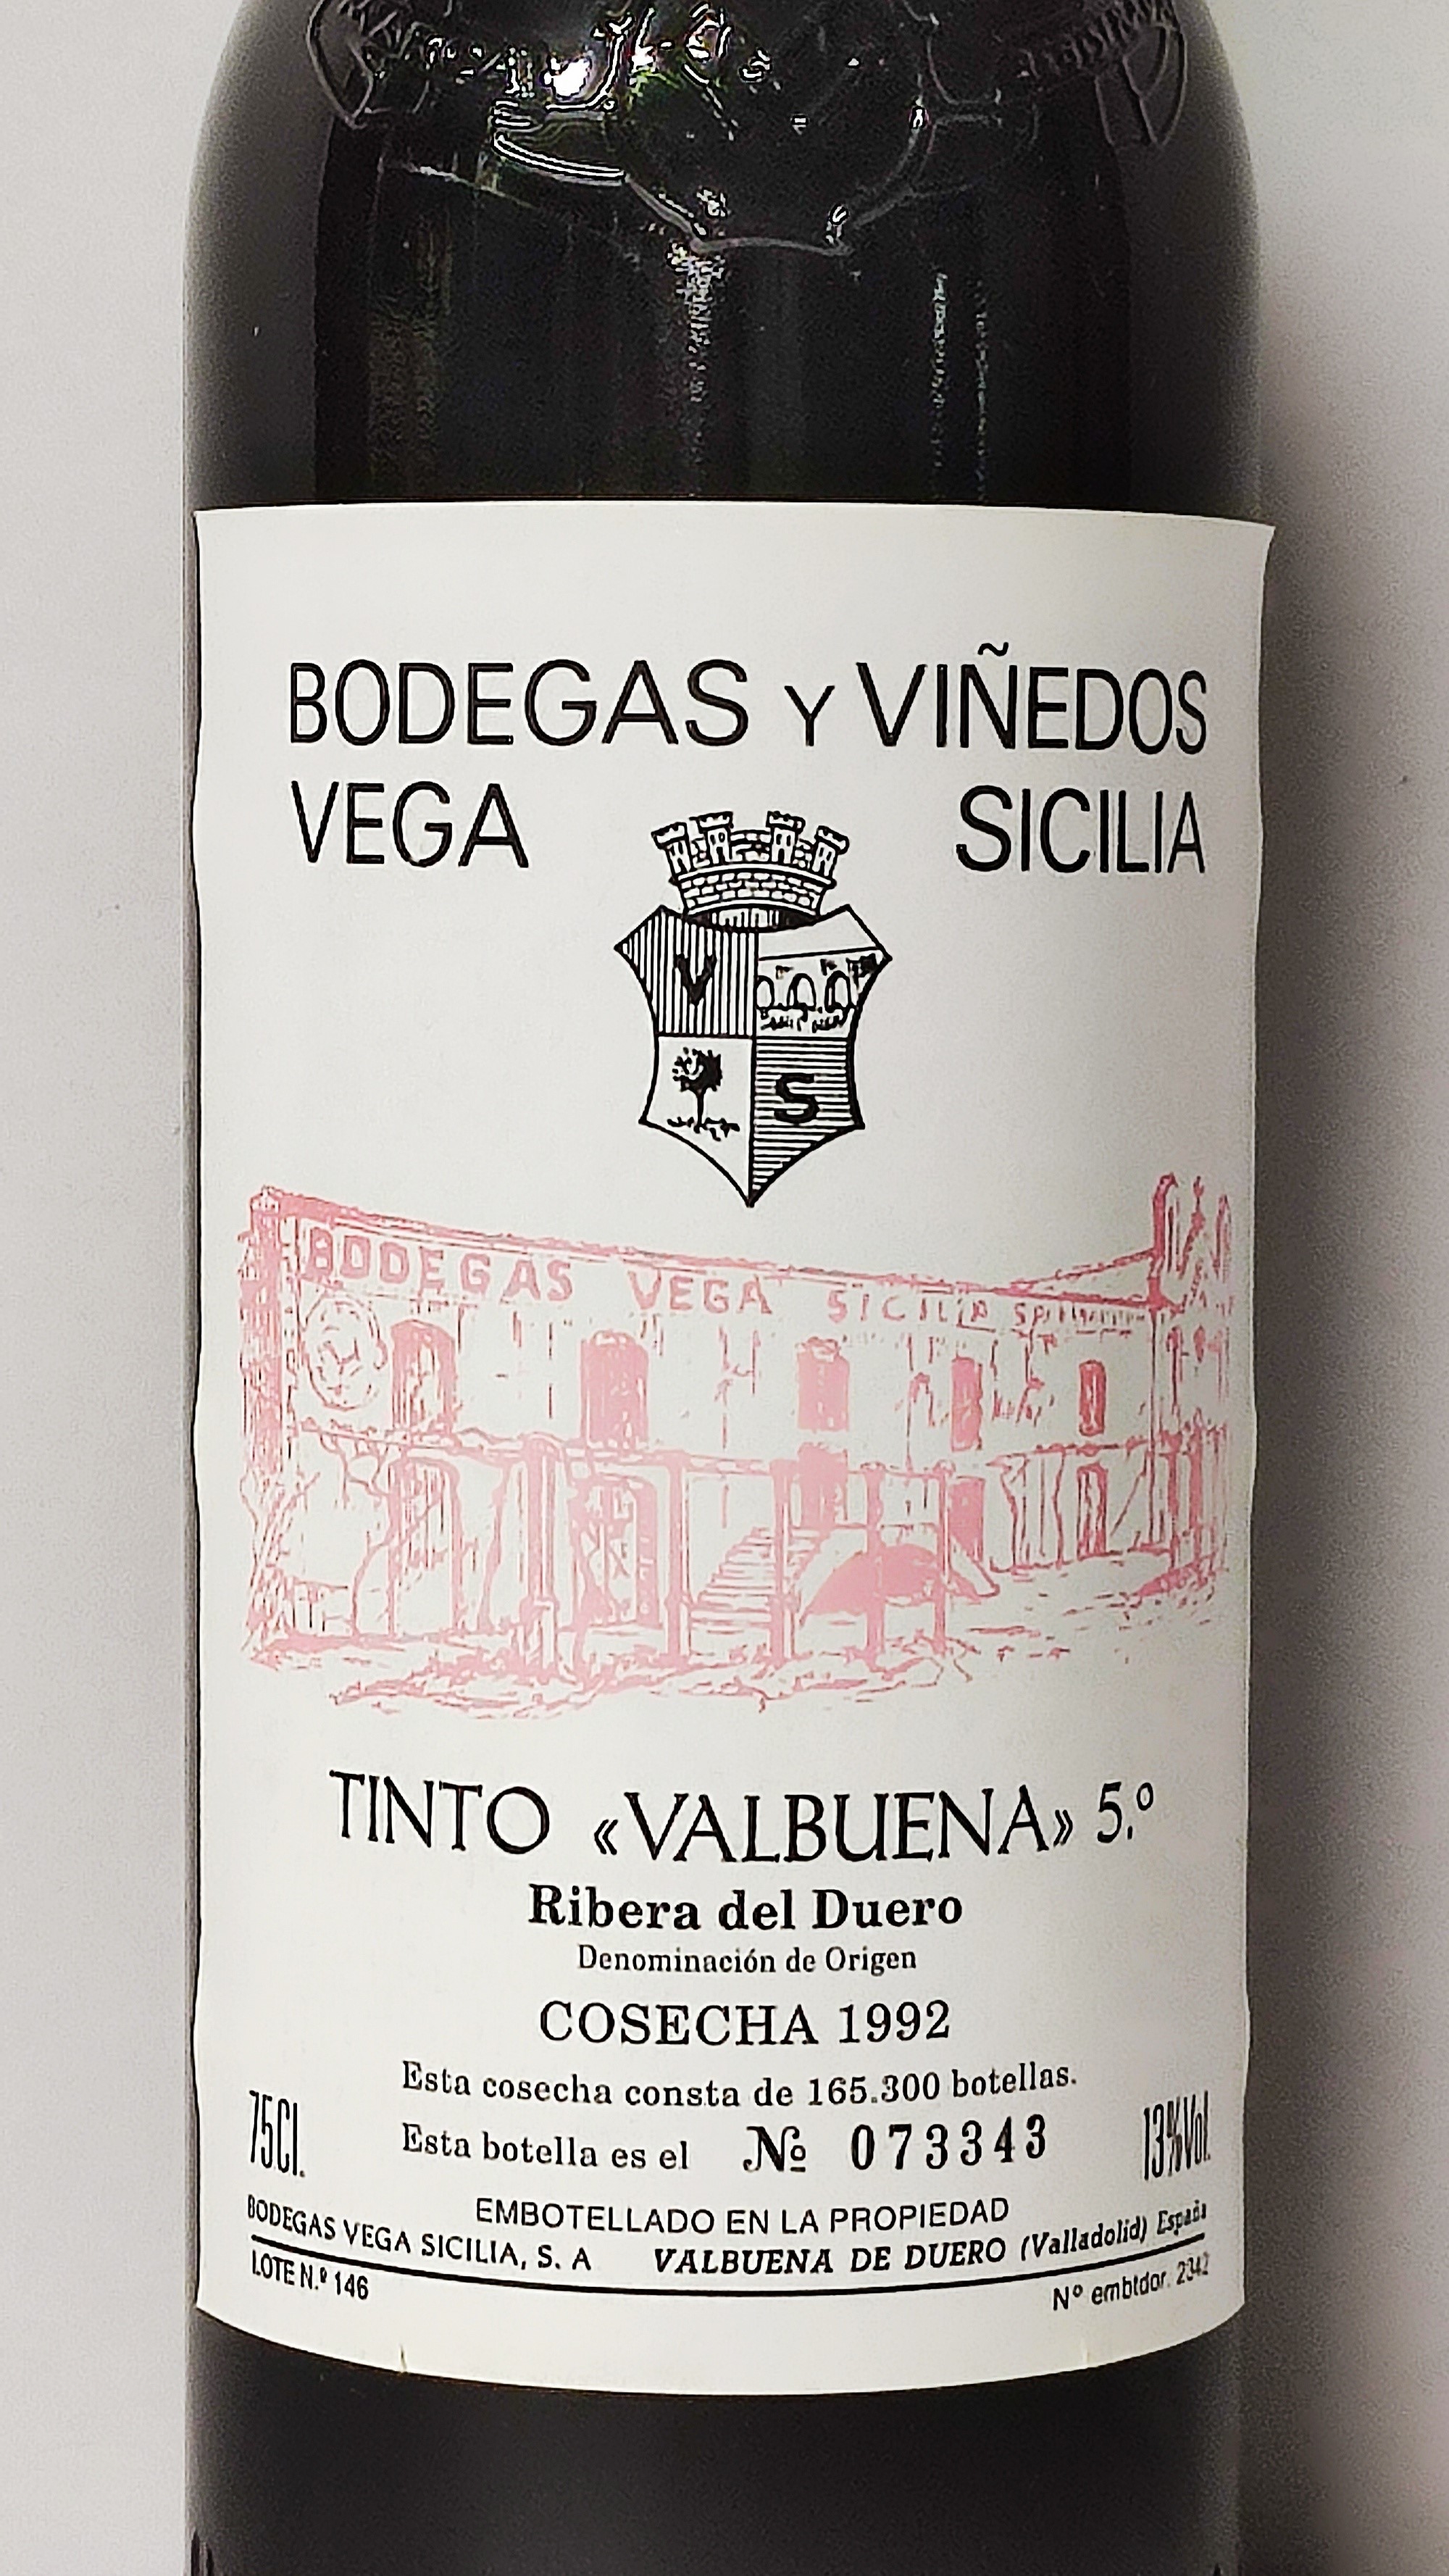 BODEGAS Y VIÑEDOS
VEGA SICILIA
V
S
BODEGAS VEGA SICILIA
TINTO «VALBUENA» 5.º
Ribera del Duero
Denominación de Origen
COSECHA 1992
Esta cosecha consta de 165.300 botellas.
75Cl.
Esta botella es el Nº 073343
13%Vol.
EMBOTELLADO EN LA PROPIEDAD
BODEGAS VEGA SICILIA, S. A VALBUENA DE DUERO (Valladolid) España
LOTE N.º 146
Nº embtdor. 2342